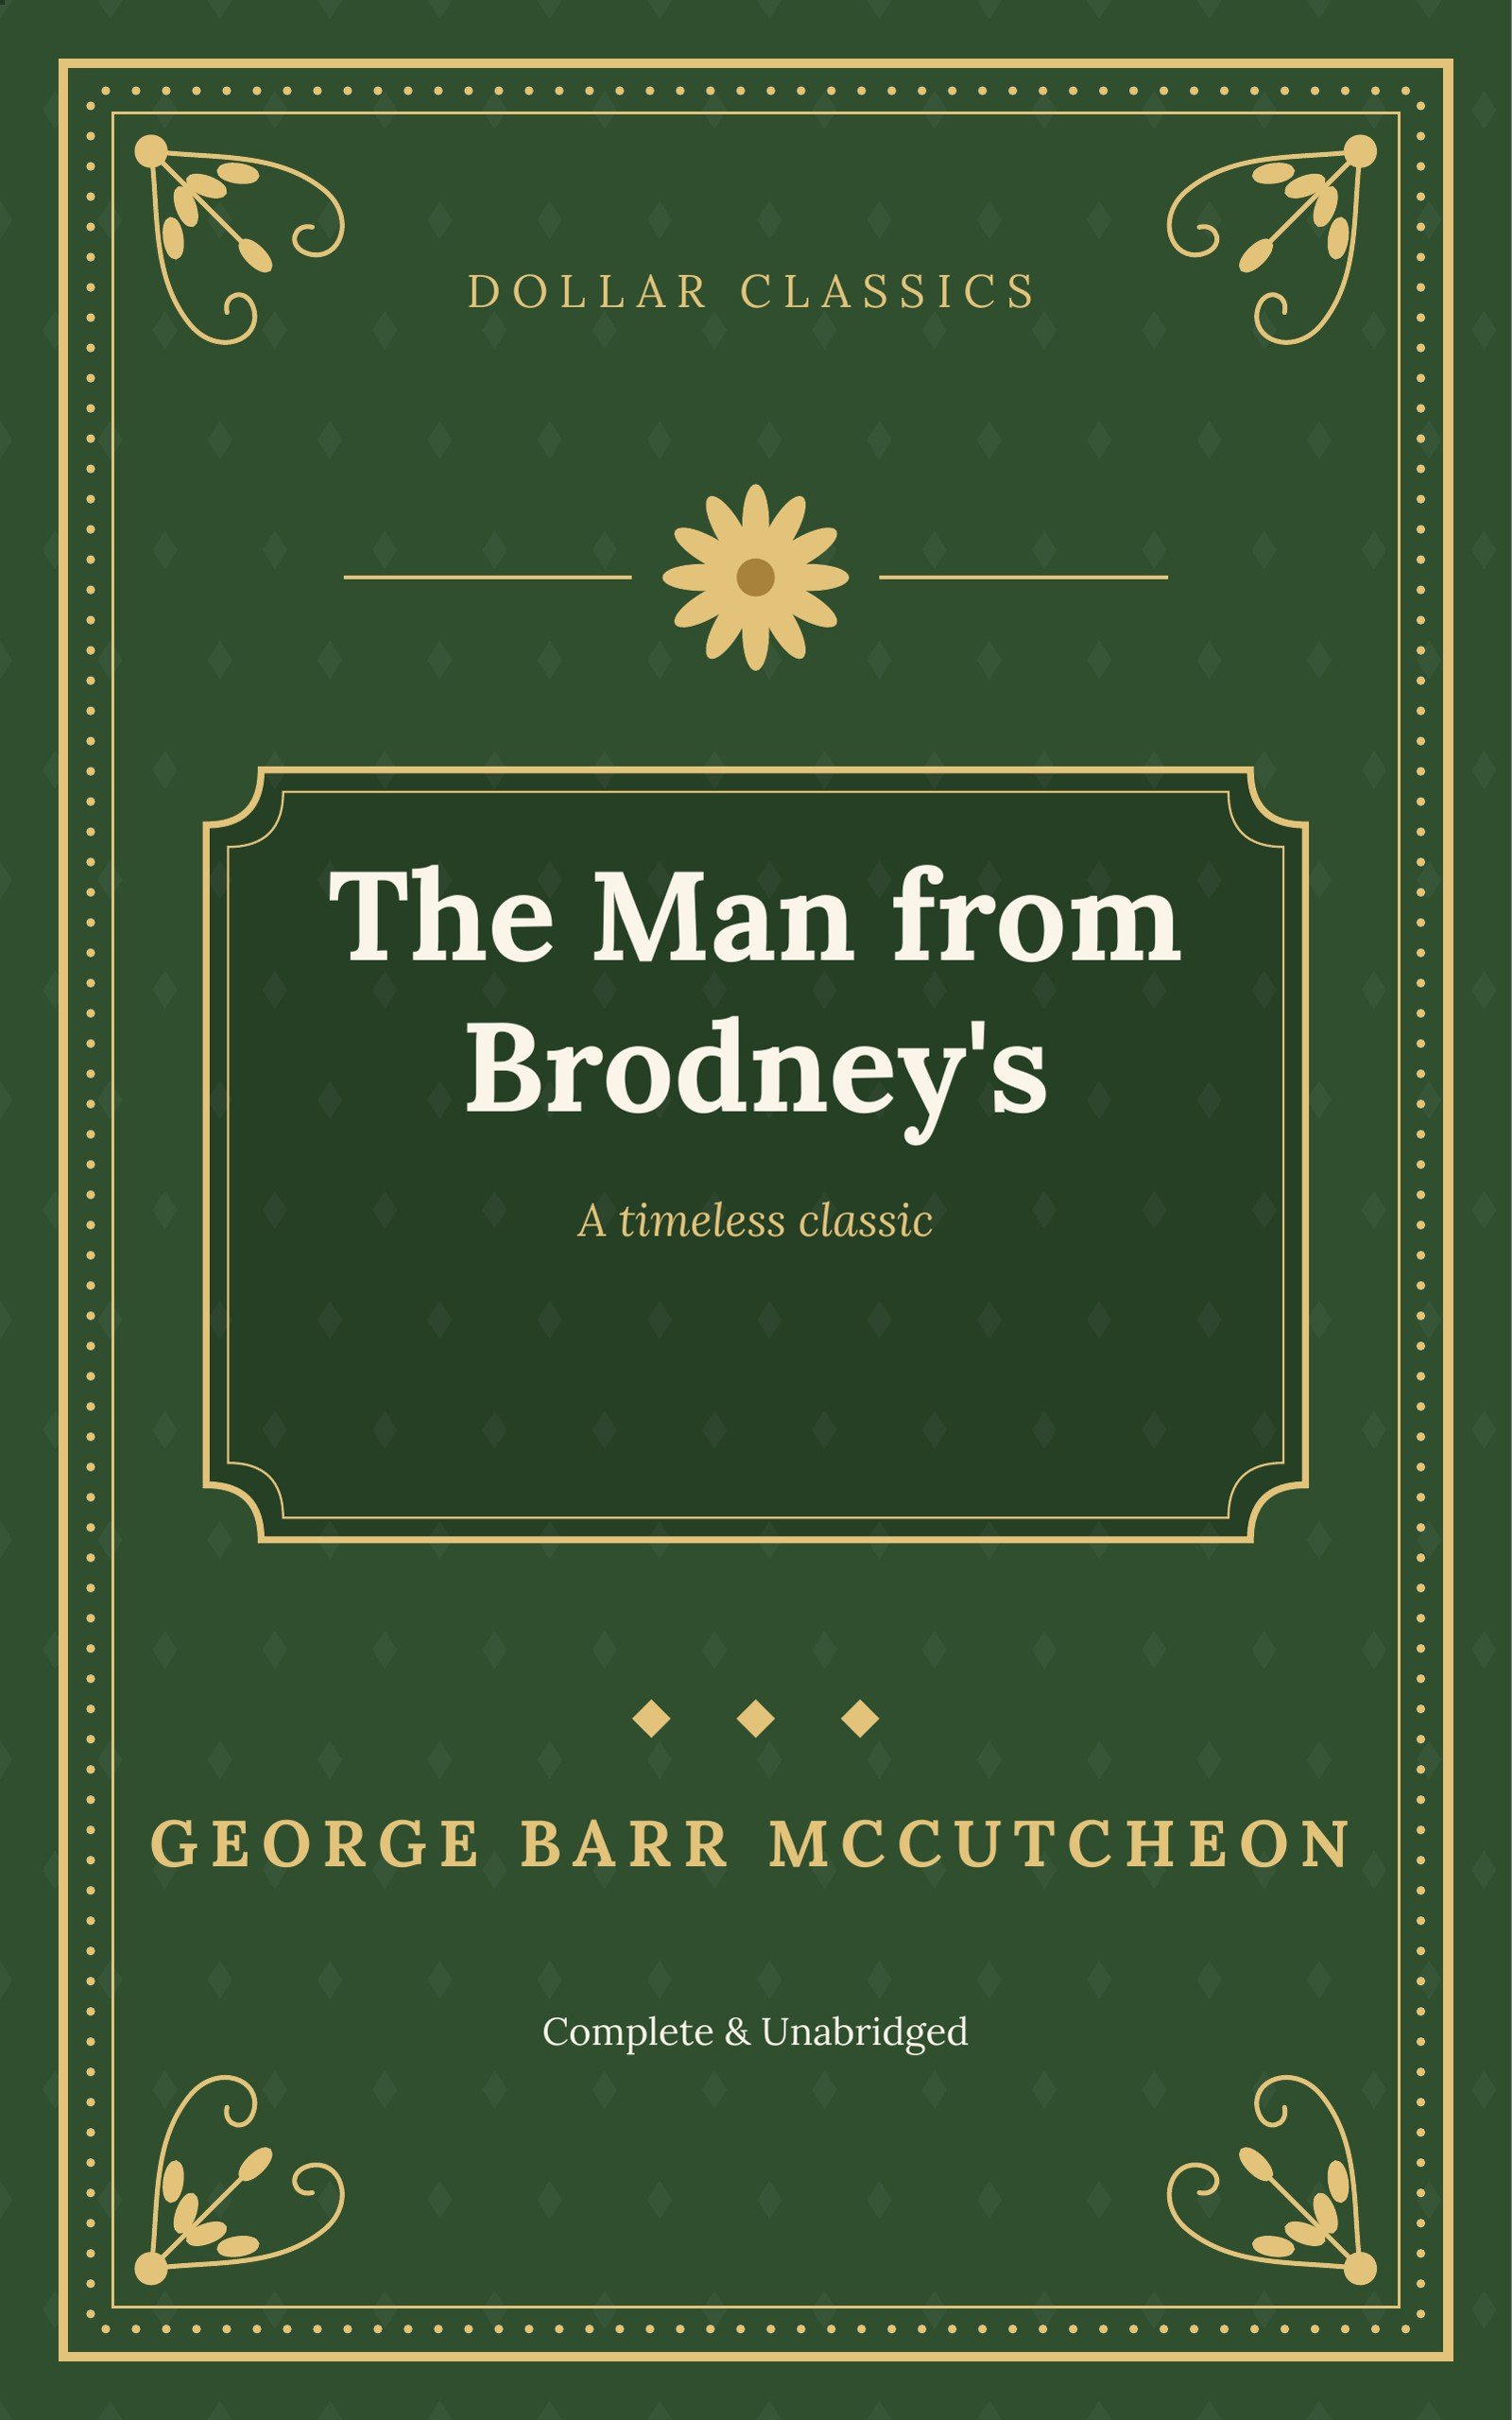 DOLLAR CLASSICS
The Man from
Brodney's
A timeless classic
GEORGE BARR MCCUTCHEON
Complete & Unabridged